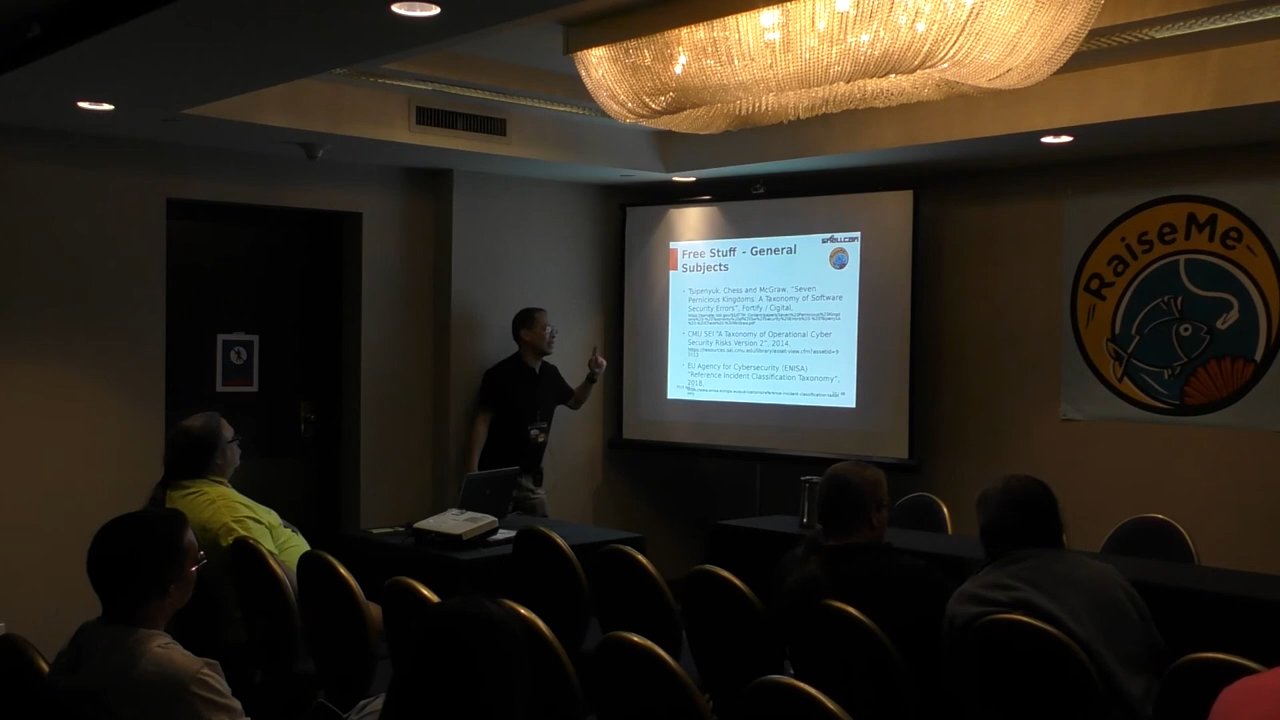 RaiseMe
SHELLCON
Free Stuff - General
Subjects
Tsipenyuk, Chess and McGraw, "Seven
Pernicious Kingdoms: A Taxonomy of Software
Security Errors", Fortify / Cigital.
CMU SEI "A Taxonomy of Operational Cyber
Security Risks Version 2", 2014.
EU Agency for Cybersecurity (ENISA)
"Reference Incident Classification Taxonomy",
2018.